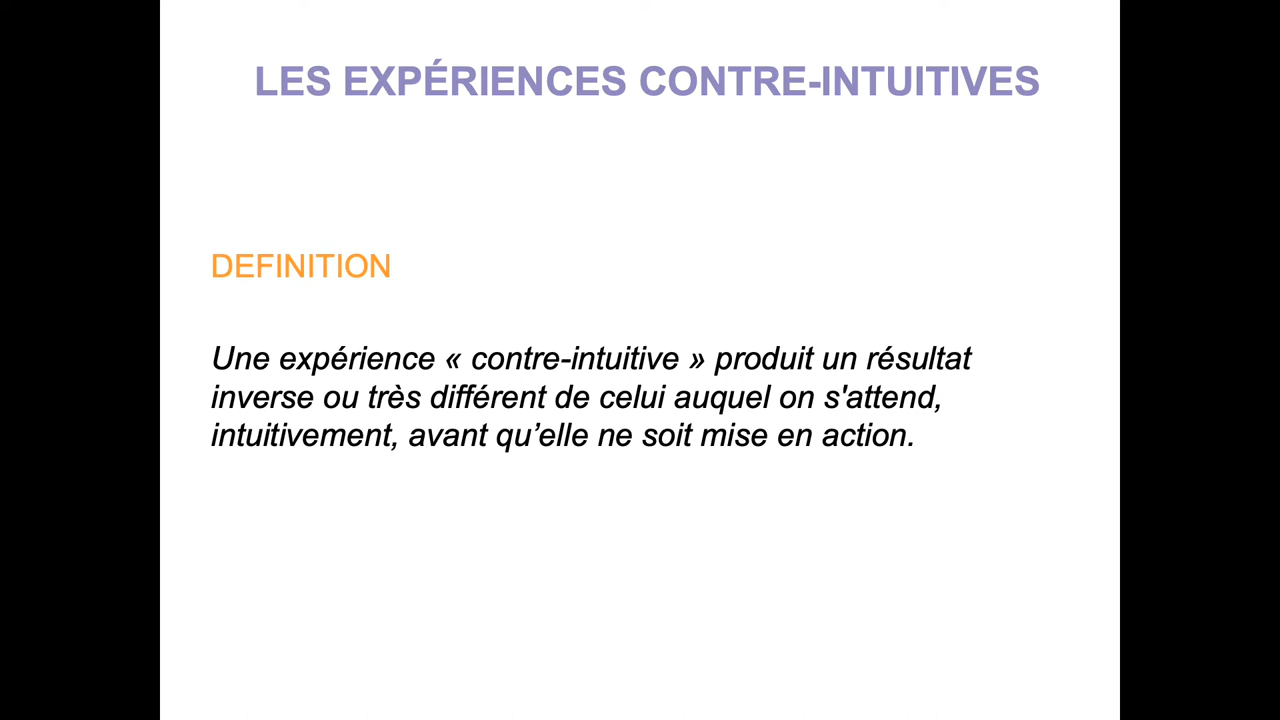 LES EXPÉRIENCES CONTRE-INTUITIVES
DEFINITION
Une expérience « contre-intuitive » produit un résultat
inverse ou très différent de celui auquel on s'attend,
intuitivement, avant qu’elle ne soit mise en action.